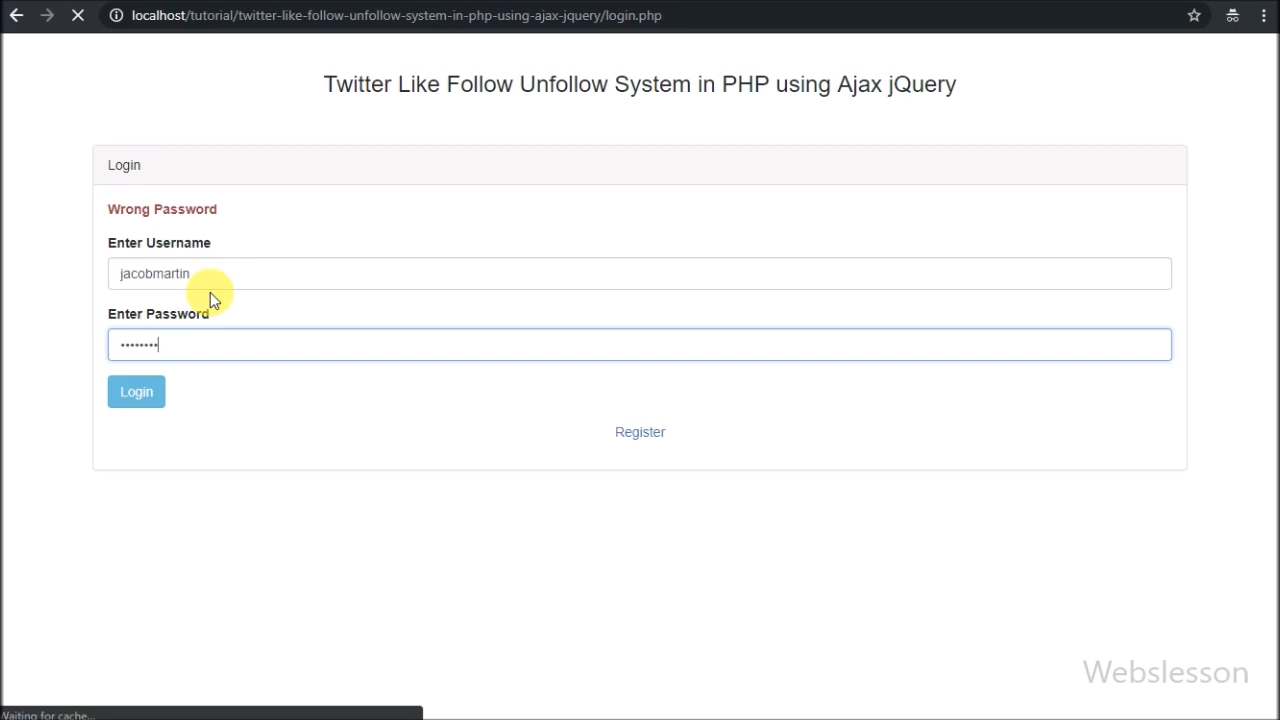 localhost/tutorial/twitter-like-follow-unfollow-system-in-php-using-ajax-jquery/login.php
Twitter Like Follow Unfollow System in PHP using Ajax jQuery
Login
Wrong Password
Enter Username
jacobmartin
Enter Password
••••••••
Login
Register
Webslesson
Waiting for cache...